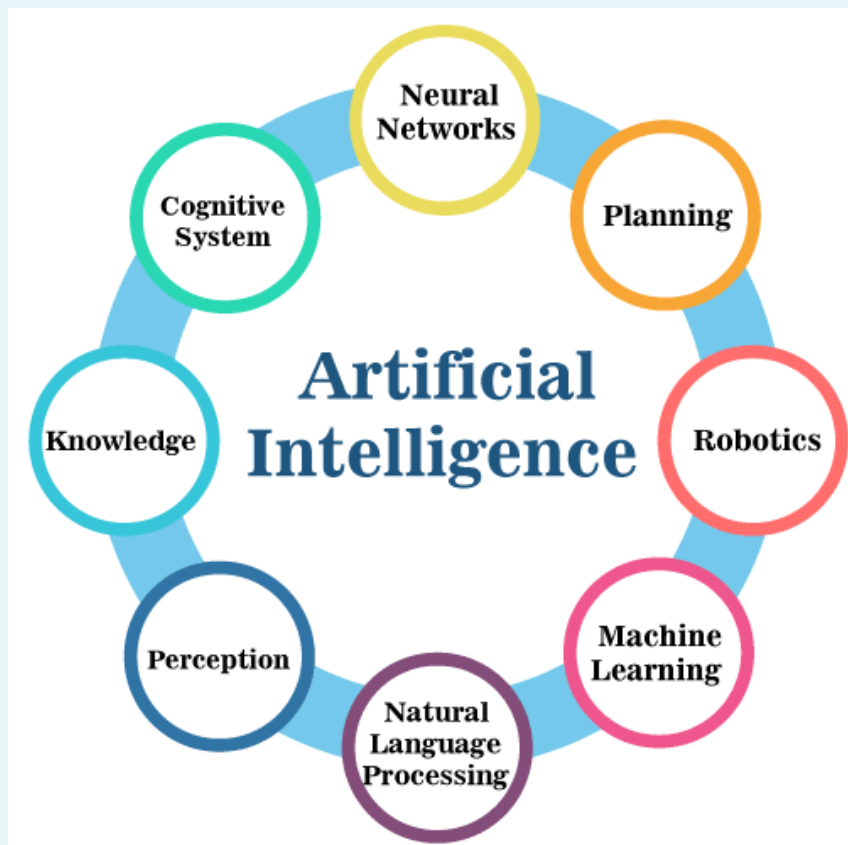 Neural
Networks
Planning
Robotics
Machine
Learning
Natural
Language
Processing
Perception
Knowledge
Cognitive
System
Artificial
Intelligence